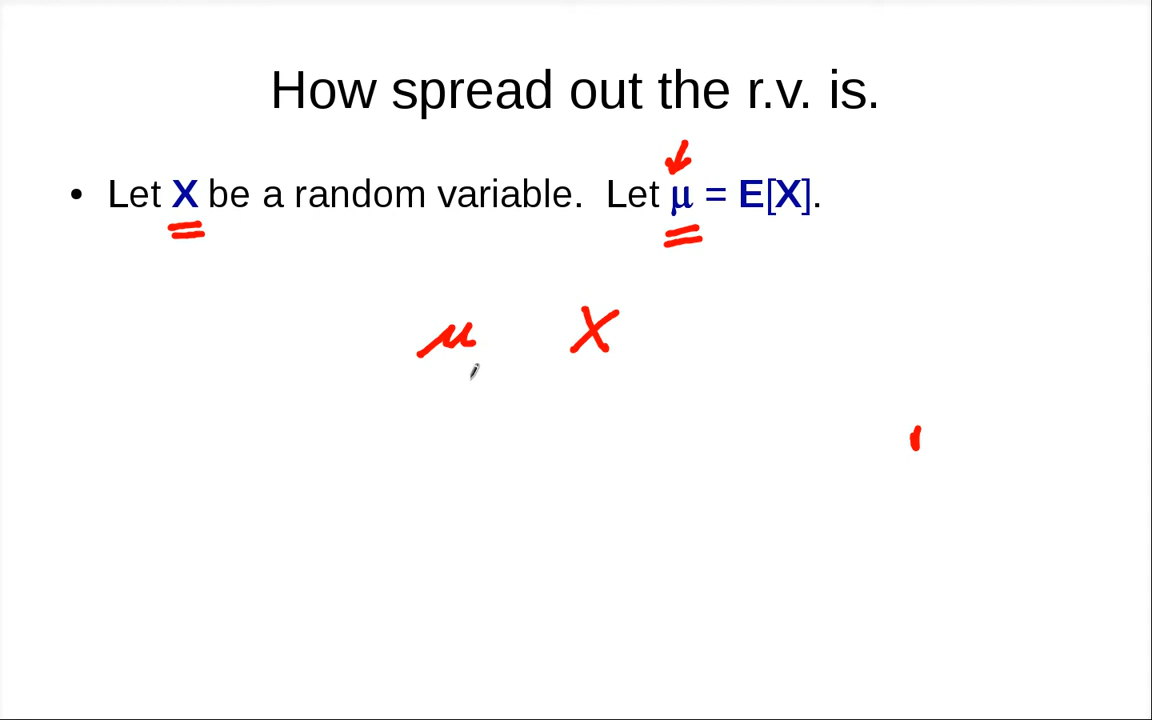 How spread out the r.v. is.
• Let X be a random variable. Let μ = E[X].
μ X